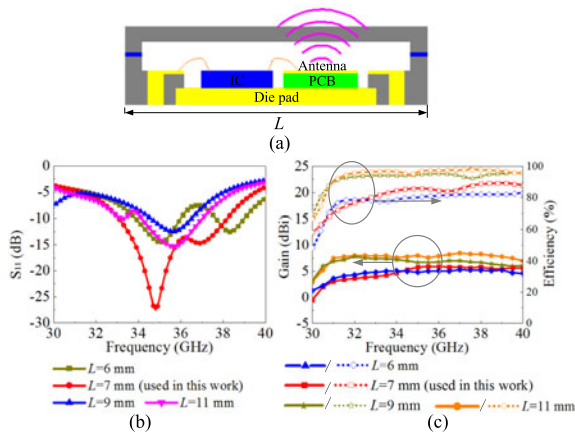 Antenna
IC
PCB
Die pad
L
(a)
0
-5
-10
-15
-20
-25
-30
S11 (dB)
30 32 34 36 38 40
Frequency (GHz)
L=6 mm
L=7 mm (used in this work)
L=9 mm L=11 mm
(b)
25
20
15
10
5
0
-5
Gain (dBi)
100
80
60
40
20
0
Efficiency (%)
30 32 34 36 38 40
Frequency (GHz)
/ L=6 mm
/ L=7 mm (used in this work)
/ L=9 mm / L=11 mm
(c)